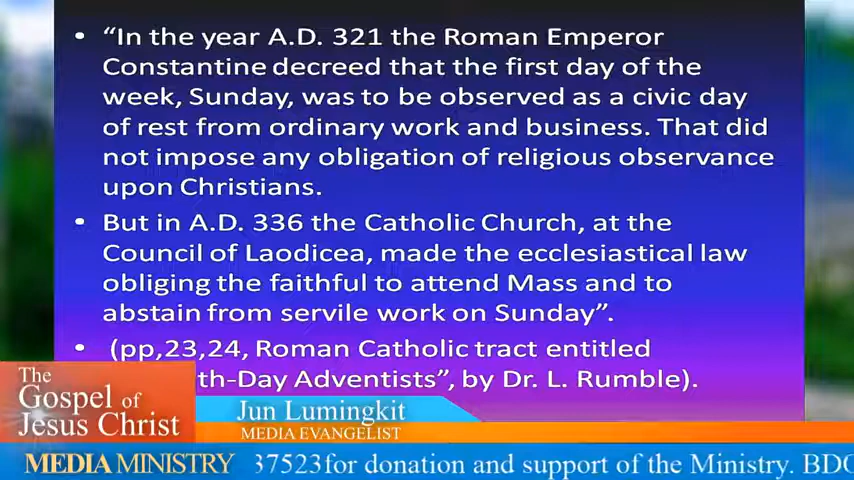 • “In the year A.D. 321 the Roman Emperor
Constantine decreed that the first day of the
week, Sunday, was to be observed as a civic day
of rest from ordinary work and business. That did
not impose any obligation of religious observance
upon Christians.
• But in A.D. 336 the Catholic Church, at the
Council of Laodicea, made the ecclesiastical law
obliging the faithful to attend Mass and to
abstain from servile work on Sunday”.
• (pp,23,24, Roman Catholic tract entitled
th-Day Adventists”, by Dr. L. Rumble).
The
Gospel of
Jesus Christ
Jun Lumingkit
MEDIA EVANGELIST
MEDIA MINISTRY
37523for donation and support of the Ministry. BDO